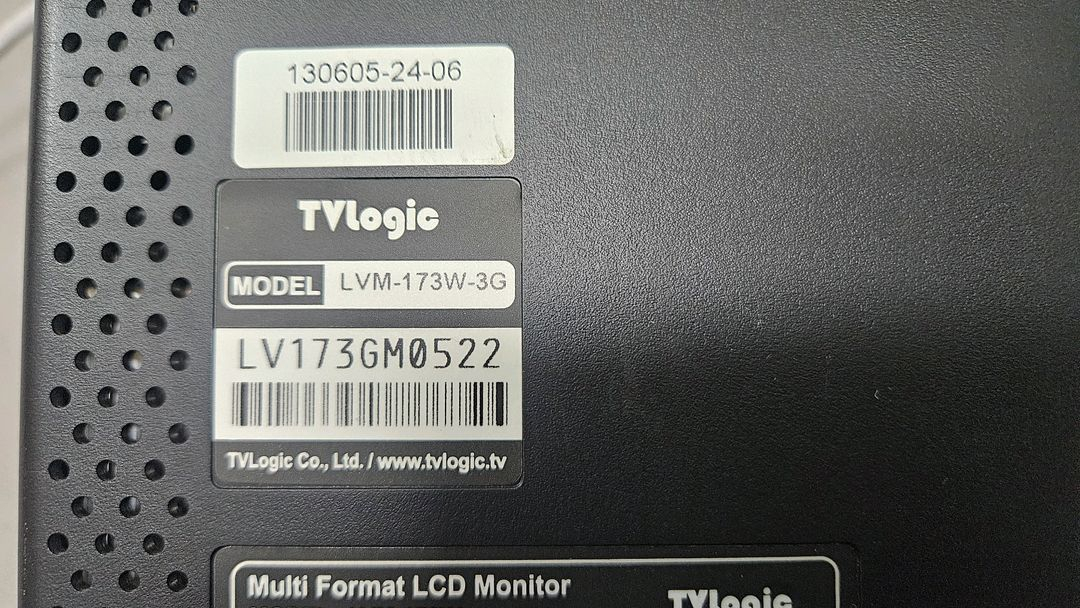 130605-24-06
TVLogic
MODEL LVM-173W-3G
LV173GM0522
TVLogic Co., Ltd. / www.tvlogic.tv
Multi Format LCD Monitor
TVLogic